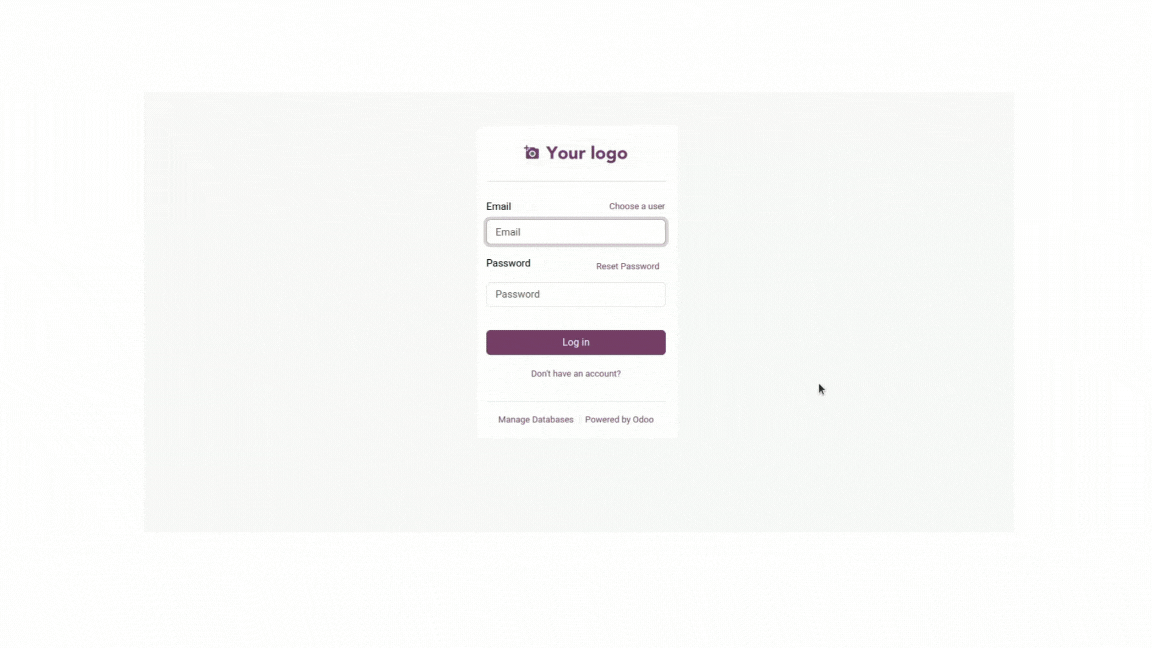 Your logo
Email Choose a user
Email
Password Reset Password
Password
Log in
Don't have an account?
Manage Databases Powered by Odoo